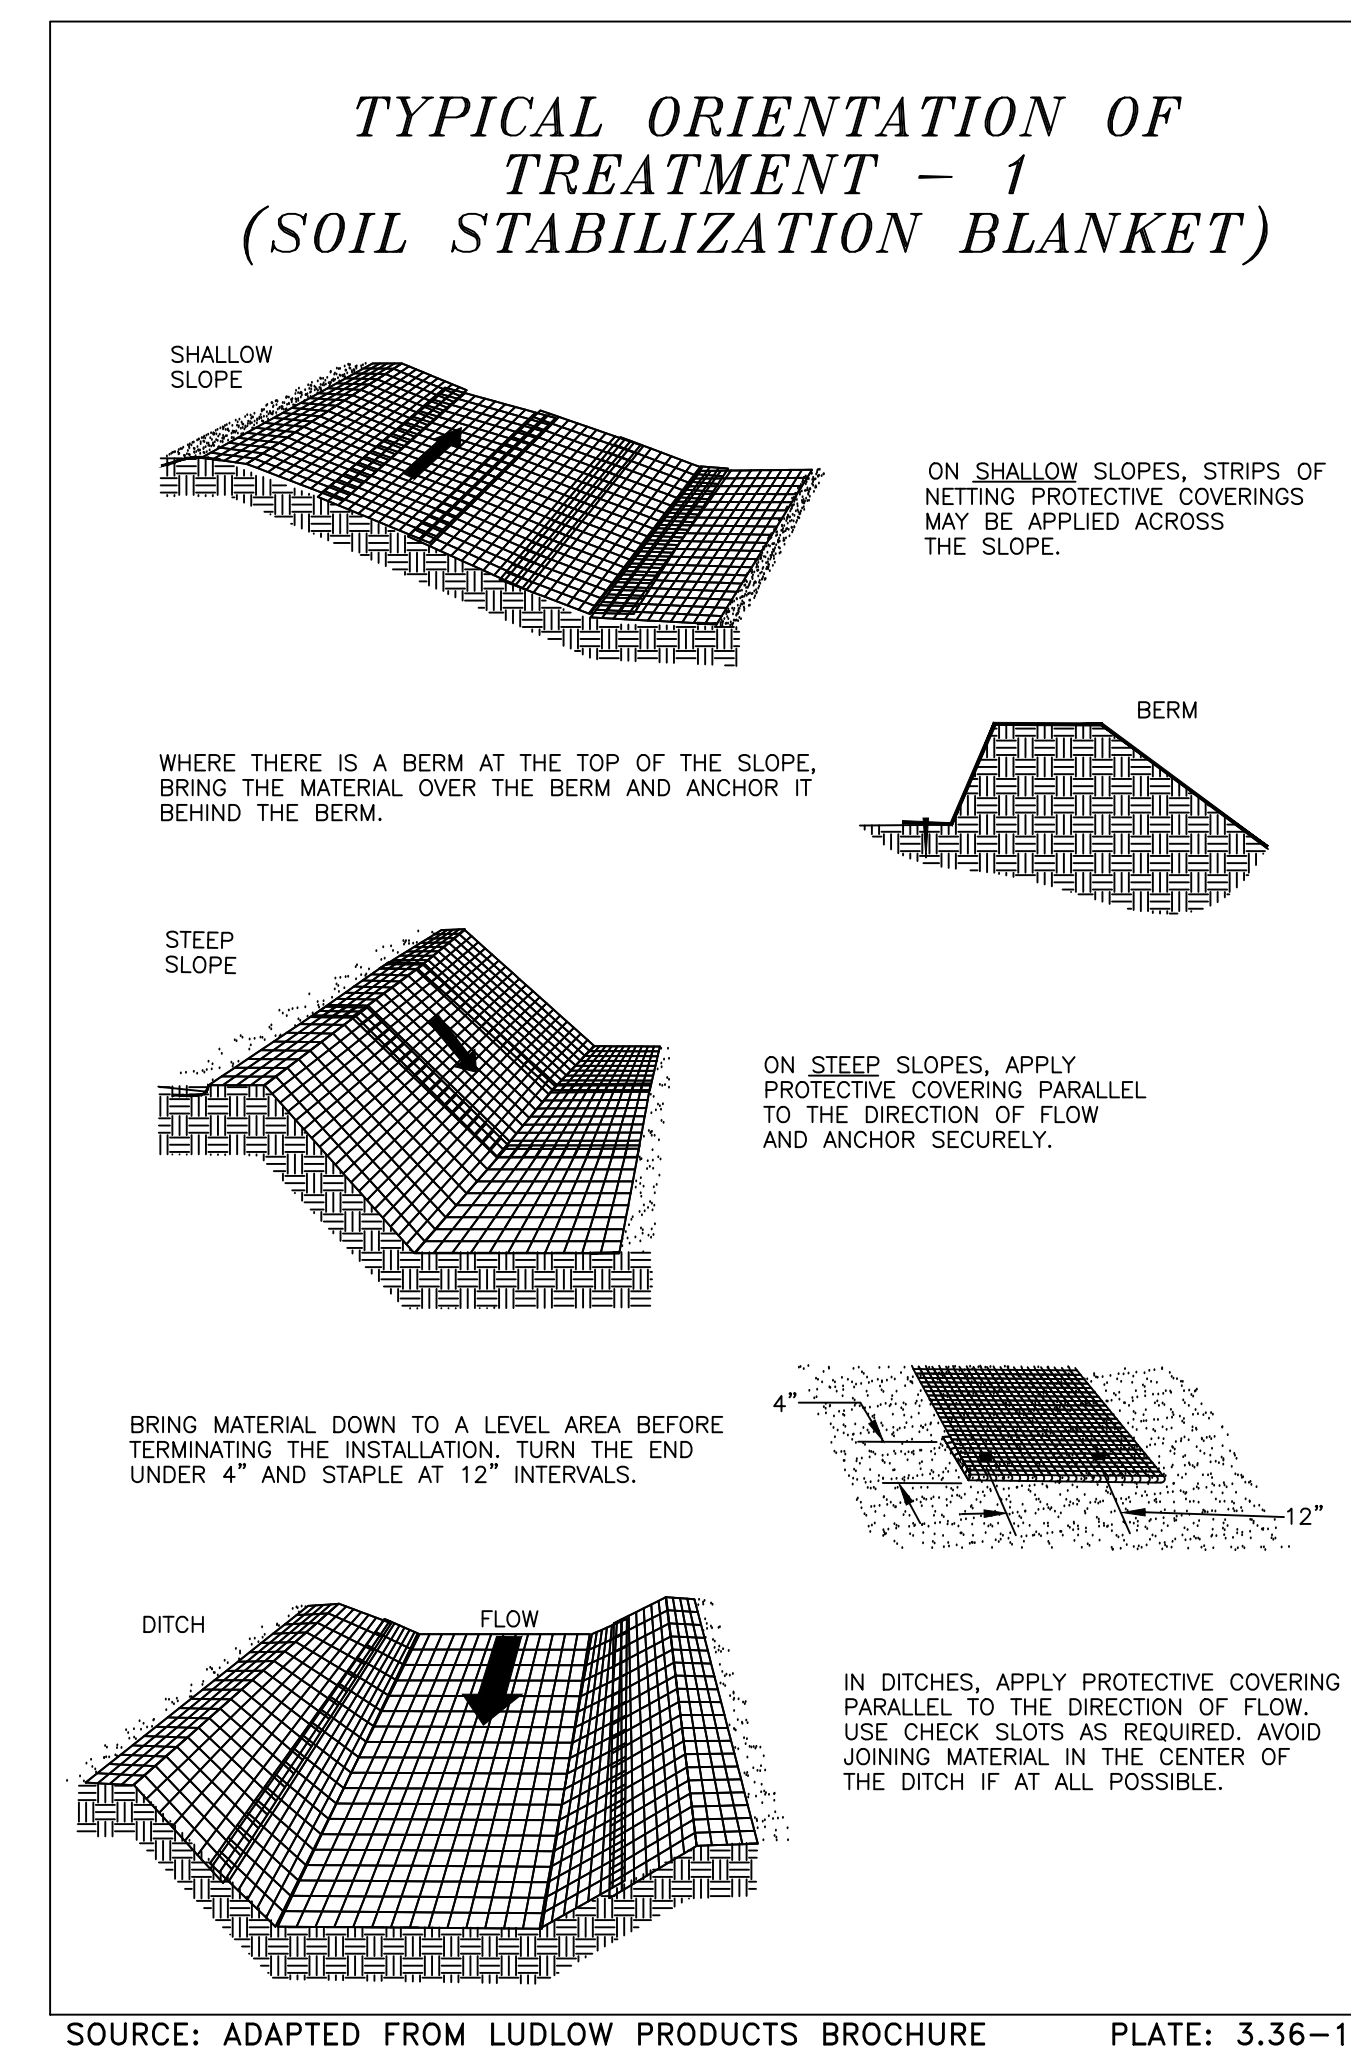 TYPICAL ORIENTATION OF
TREATMENT – 1
(SOIL STABILIZATION BLANKET)
SHALLOW
SLOPE
ON SHALLOW SLOPES, STRIPS OF
NETTING PROTECTIVE COVERINGS
MAY BE APPLIED ACROSS
THE SLOPE.
BERM
WHERE THERE IS A BERM AT THE TOP OF THE SLOPE,
BRING THE MATERIAL OVER THE BERM AND ANCHOR IT
BEHIND THE BERM.
STEEP
SLOPE
ON STEEP SLOPES, APPLY
PROTECTIVE COVERING PARALLEL
TO THE DIRECTION OF FLOW
AND ANCHOR SECURELY.
4”
BRING MATERIAL DOWN TO A LEVEL AREA BEFORE
TERMINATING THE INSTALLATION. TURN THE END
UNDER 4” AND STAPLE AT 12” INTERVALS.
12”
DITCH
FLOW
IN DITCHES, APPLY PROTECTIVE COVERING
PARALLEL TO THE DIRECTION OF FLOW.
USE CHECK SLOTS AS REQUIRED. AVOID
JOINING MATERIAL IN THE CENTER OF
THE DITCH IF AT ALL POSSIBLE.
SOURCE: ADAPTED FROM LUDLOW PRODUCTS BROCHURE
PLATE: 3.36–1